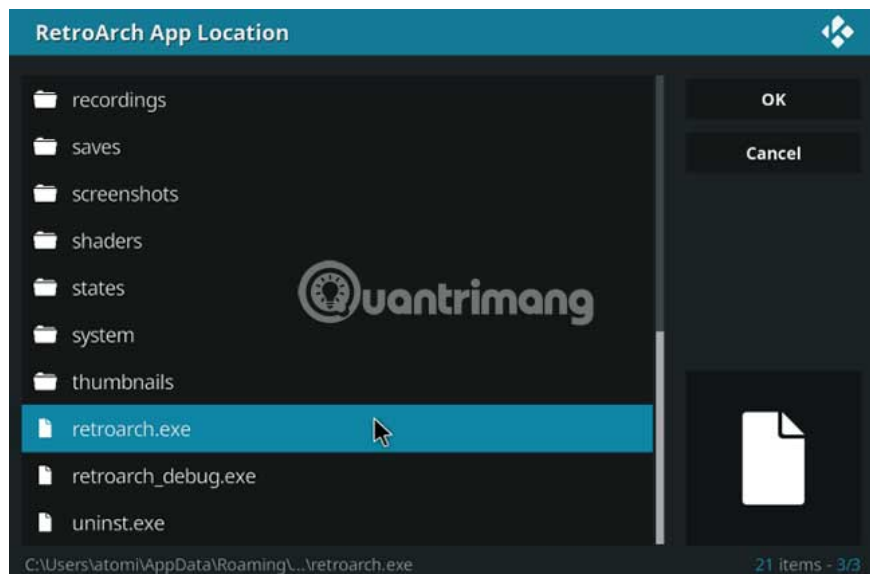 RetroArch App Location
recordings
saves
screenshots
shaders
states
system
thumbnails
retroarch.exe
retroarch_debug.exe
uninst.exe
OK
Cancel
Quantrimang
C:\Users\atomi\AppData\Roaming\...\retroarch.exe
21 items - 3/3